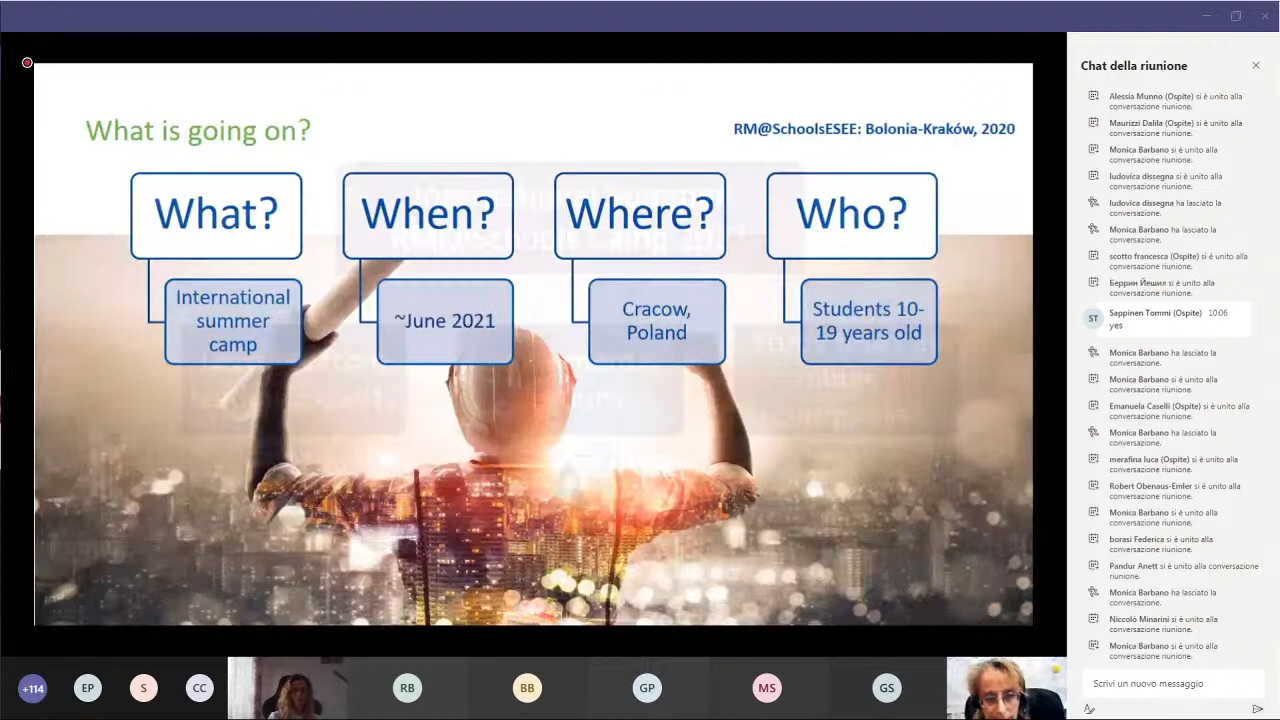 Chat della riunione
What is going on?
RM@SchoolsESEE: Bolonia-Kraków, 2020
What?
When?
Where?
Who?
International
summer
camp
~June 2021
Cracow,
Poland
Students 10-
19 years old
Alessia Munno (Ospite) si è unito alla
conversazione riunione.
Maurizzi Dalila (Ospite) si è unito alla
conversazione riunione.
Monica Barbano si è unito alla
conversazione riunione.
ludovica dissegna si è unito alla
conversazione riunione.
ludovica dissegna ha lasciato la
conversazione.
Monica Barbano ha lasciato la
conversazione.
scotto francesca (Ospite) si è unito alla
conversazione riunione.
Беррин Йешил si è unito alla
conversazione riunione.
ST
Sappinen Tommi (Ospite) 10:06
yes
Monica Barbano ha lasciato la
conversazione.
Monica Barbano si è unito alla
conversazione riunione.
Emanuela Caselli (Ospite) si è unito alla
conversazione riunione.
Monica Barbano ha lasciato la
conversazione.
merafina luca (Ospite) si è unito alla
conversazione riunione.
Robert Obenaus-Emler si è unito alla
conversazione riunione.
Monica Barbano si è unito alla
conversazione riunione.
borasi Federica si è unito alla
conversazione riunione.
Pandur Anett si è unito alla conversazione
riunione.
Monica Barbano ha lasciato la
conversazione.
Niccolò Minarini si è unito alla
conversazione riunione.
Monica Barbano si è unito alla
conversazione riunione.
Scrivi un nuovo messaggio
+114
EP
S
CC
RB
BB
GP
MS
GS